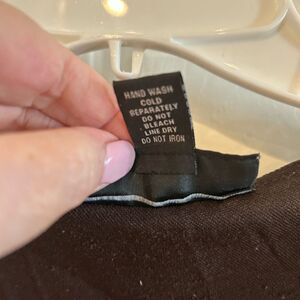 HAND WASH
COLD
SEPARATELY
DO NOT
BLEACH
LINE DRY
DO NOT IRON